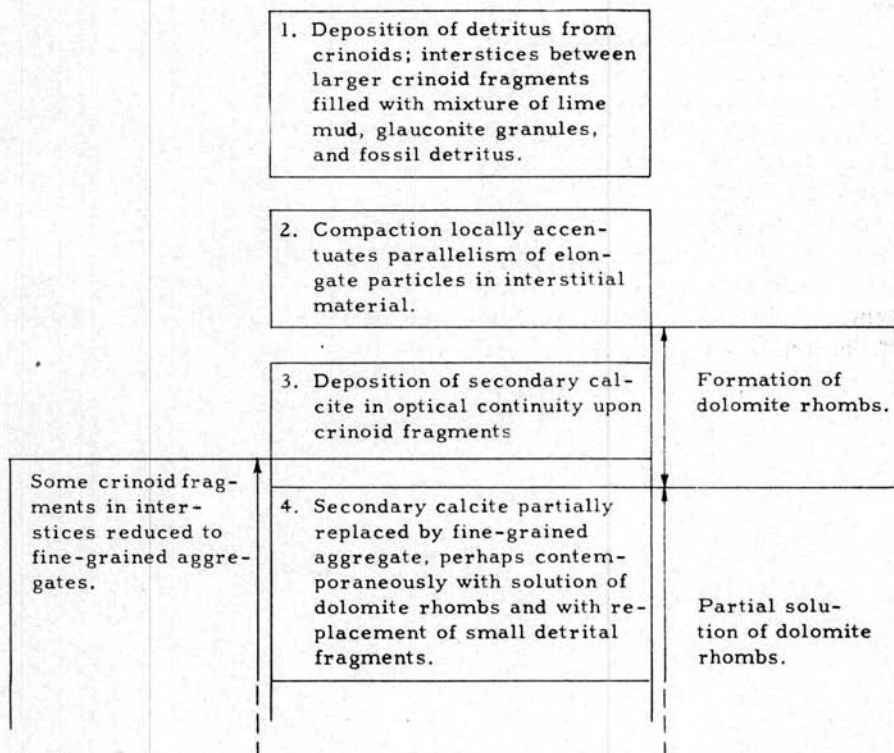 1. Deposition of detritus from
crinoids; interstices between
larger crinoid fragments
filled with mixture of lime
mud, glauconite granules,
and fossil detritus.
2. Compaction locally accen-
tuates parallelism of elon-
gate particles in interstitial
material.
3. Deposition of secondary cal-
cite in optical continuity upon
crinoid fragments
Formation of
dolomite rhombs.
Some crinoid frag-
ments in inter-
stices reduced to
fine-grained aggre-
gates.
4. Secondary calcite partially
replaced by fine-grained
aggregate, perhaps contem-
poraneously with solution of
dolomite rhombs and with re-
placement of small detrital
fragments.
Partial solu-
tion of dolomite
rhombs.